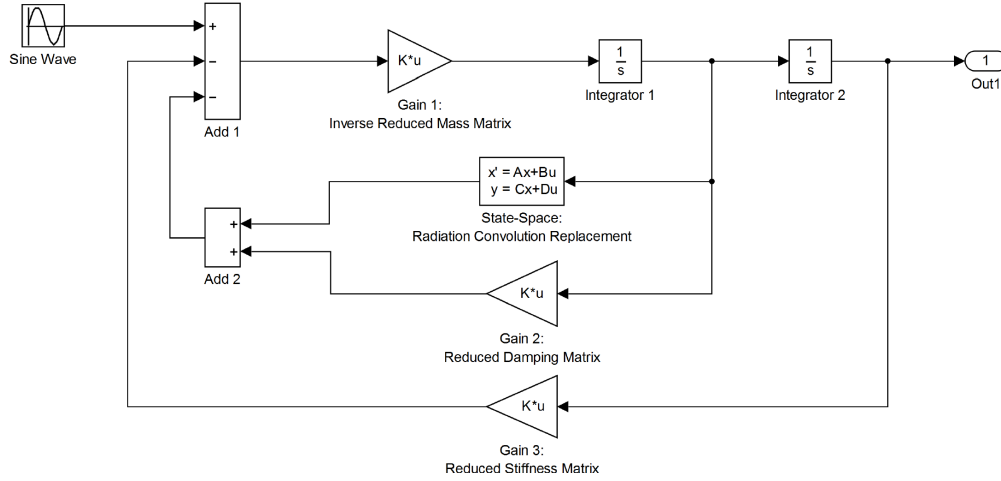 Sine Wave
+
−
−
Add 1
K*u
Gain 1:
Inverse Reduced Mass Matrix
1
s
Integrator 1
1
s
Integrator 2
1
Out1
x' = Ax+Bu
y = Cx+Du
State-Space:
Radiation Convolution Replacement
+
+
Add 2
K*u
Gain 2:
Reduced Damping Matrix
K*u
Gain 3:
Reduced Stiffness Matrix